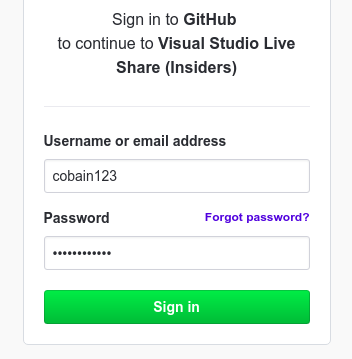 Sign in to GitHub
to continue to Visual Studio Live
Share (Insiders)
Username or email address
cobain123
Password
Forgot password?
••••••••••••
Sign in